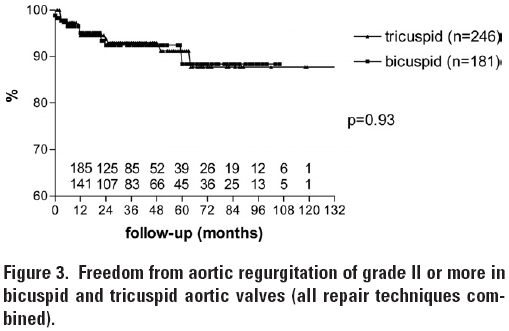 100
90
80
70
60
%
tricuspid (n=246)
bicuspid (n=181)
p=0.93
185 125 85 52 39 26 19 12 6 1
141 107 83 66 45 36 25 13 5 1
0 12 24 36 48 60 72 84 96 108 120 132
follow-up (months)
Figure 3. Freedom from aortic regurgitation of grade II or more in
bicuspid and tricuspid aortic valves (all repair techniques com-
bined).